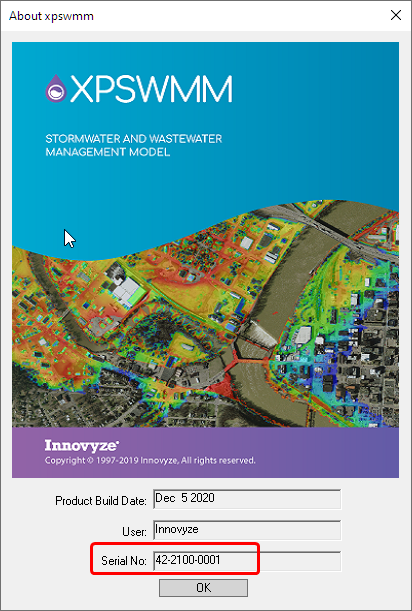 About xpswmm
XPSWMM
STORMWATER AND WASTEWATER
MANAGEMENT MODEL
Innovyze®
Copyright © 1997-2019 Innovyze, All rights reserved.
Product Build Date: Dec 5 2020
User: Innovyze
Serial No: 42-2100-0001
OK